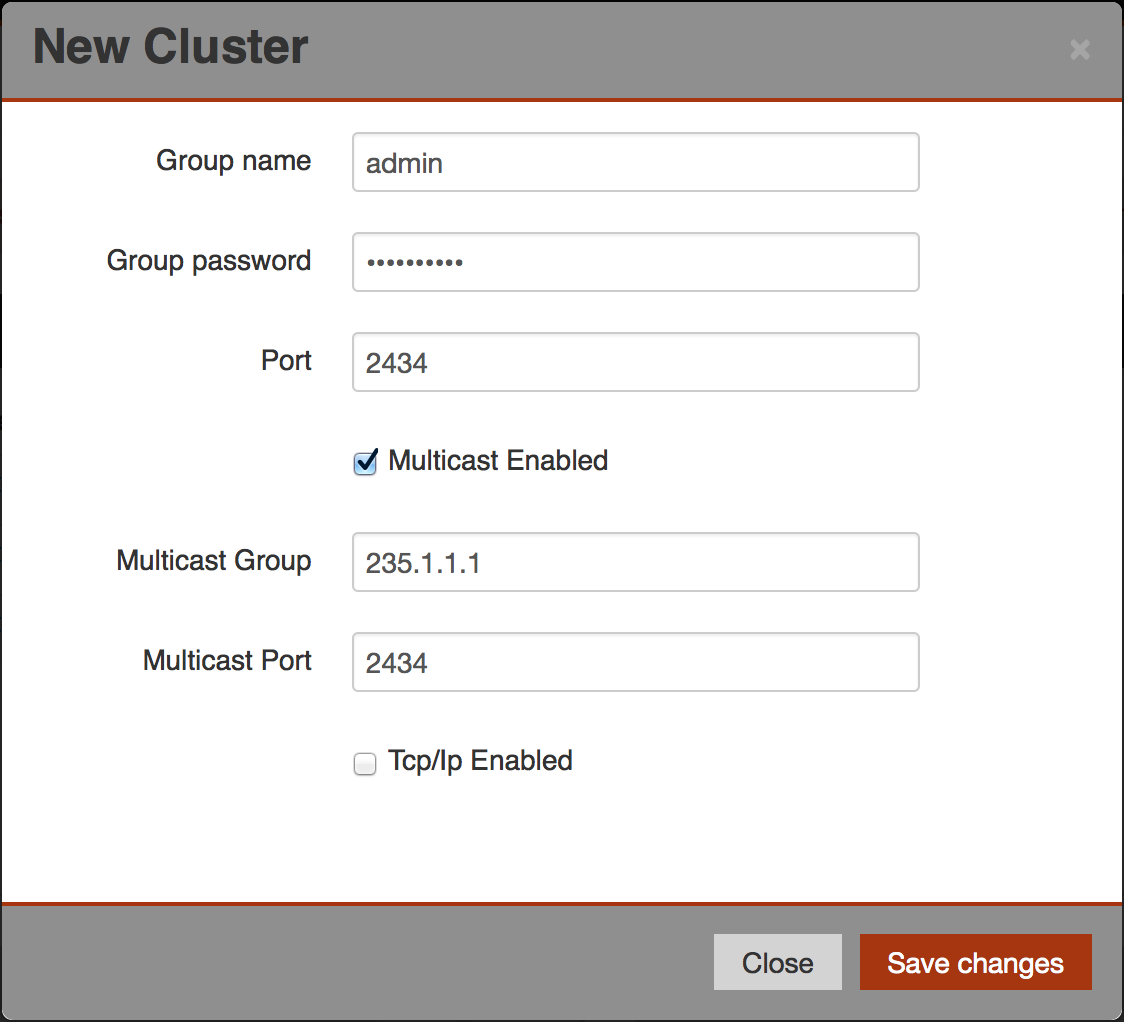 New Cluster
×
Group name
admin
Group password
••••••••••
Port
2434
Multicast Enabled
Multicast Group
235.1.1.1
Multicast Port
2434
Tcp/Ip Enabled
Close
Save changes